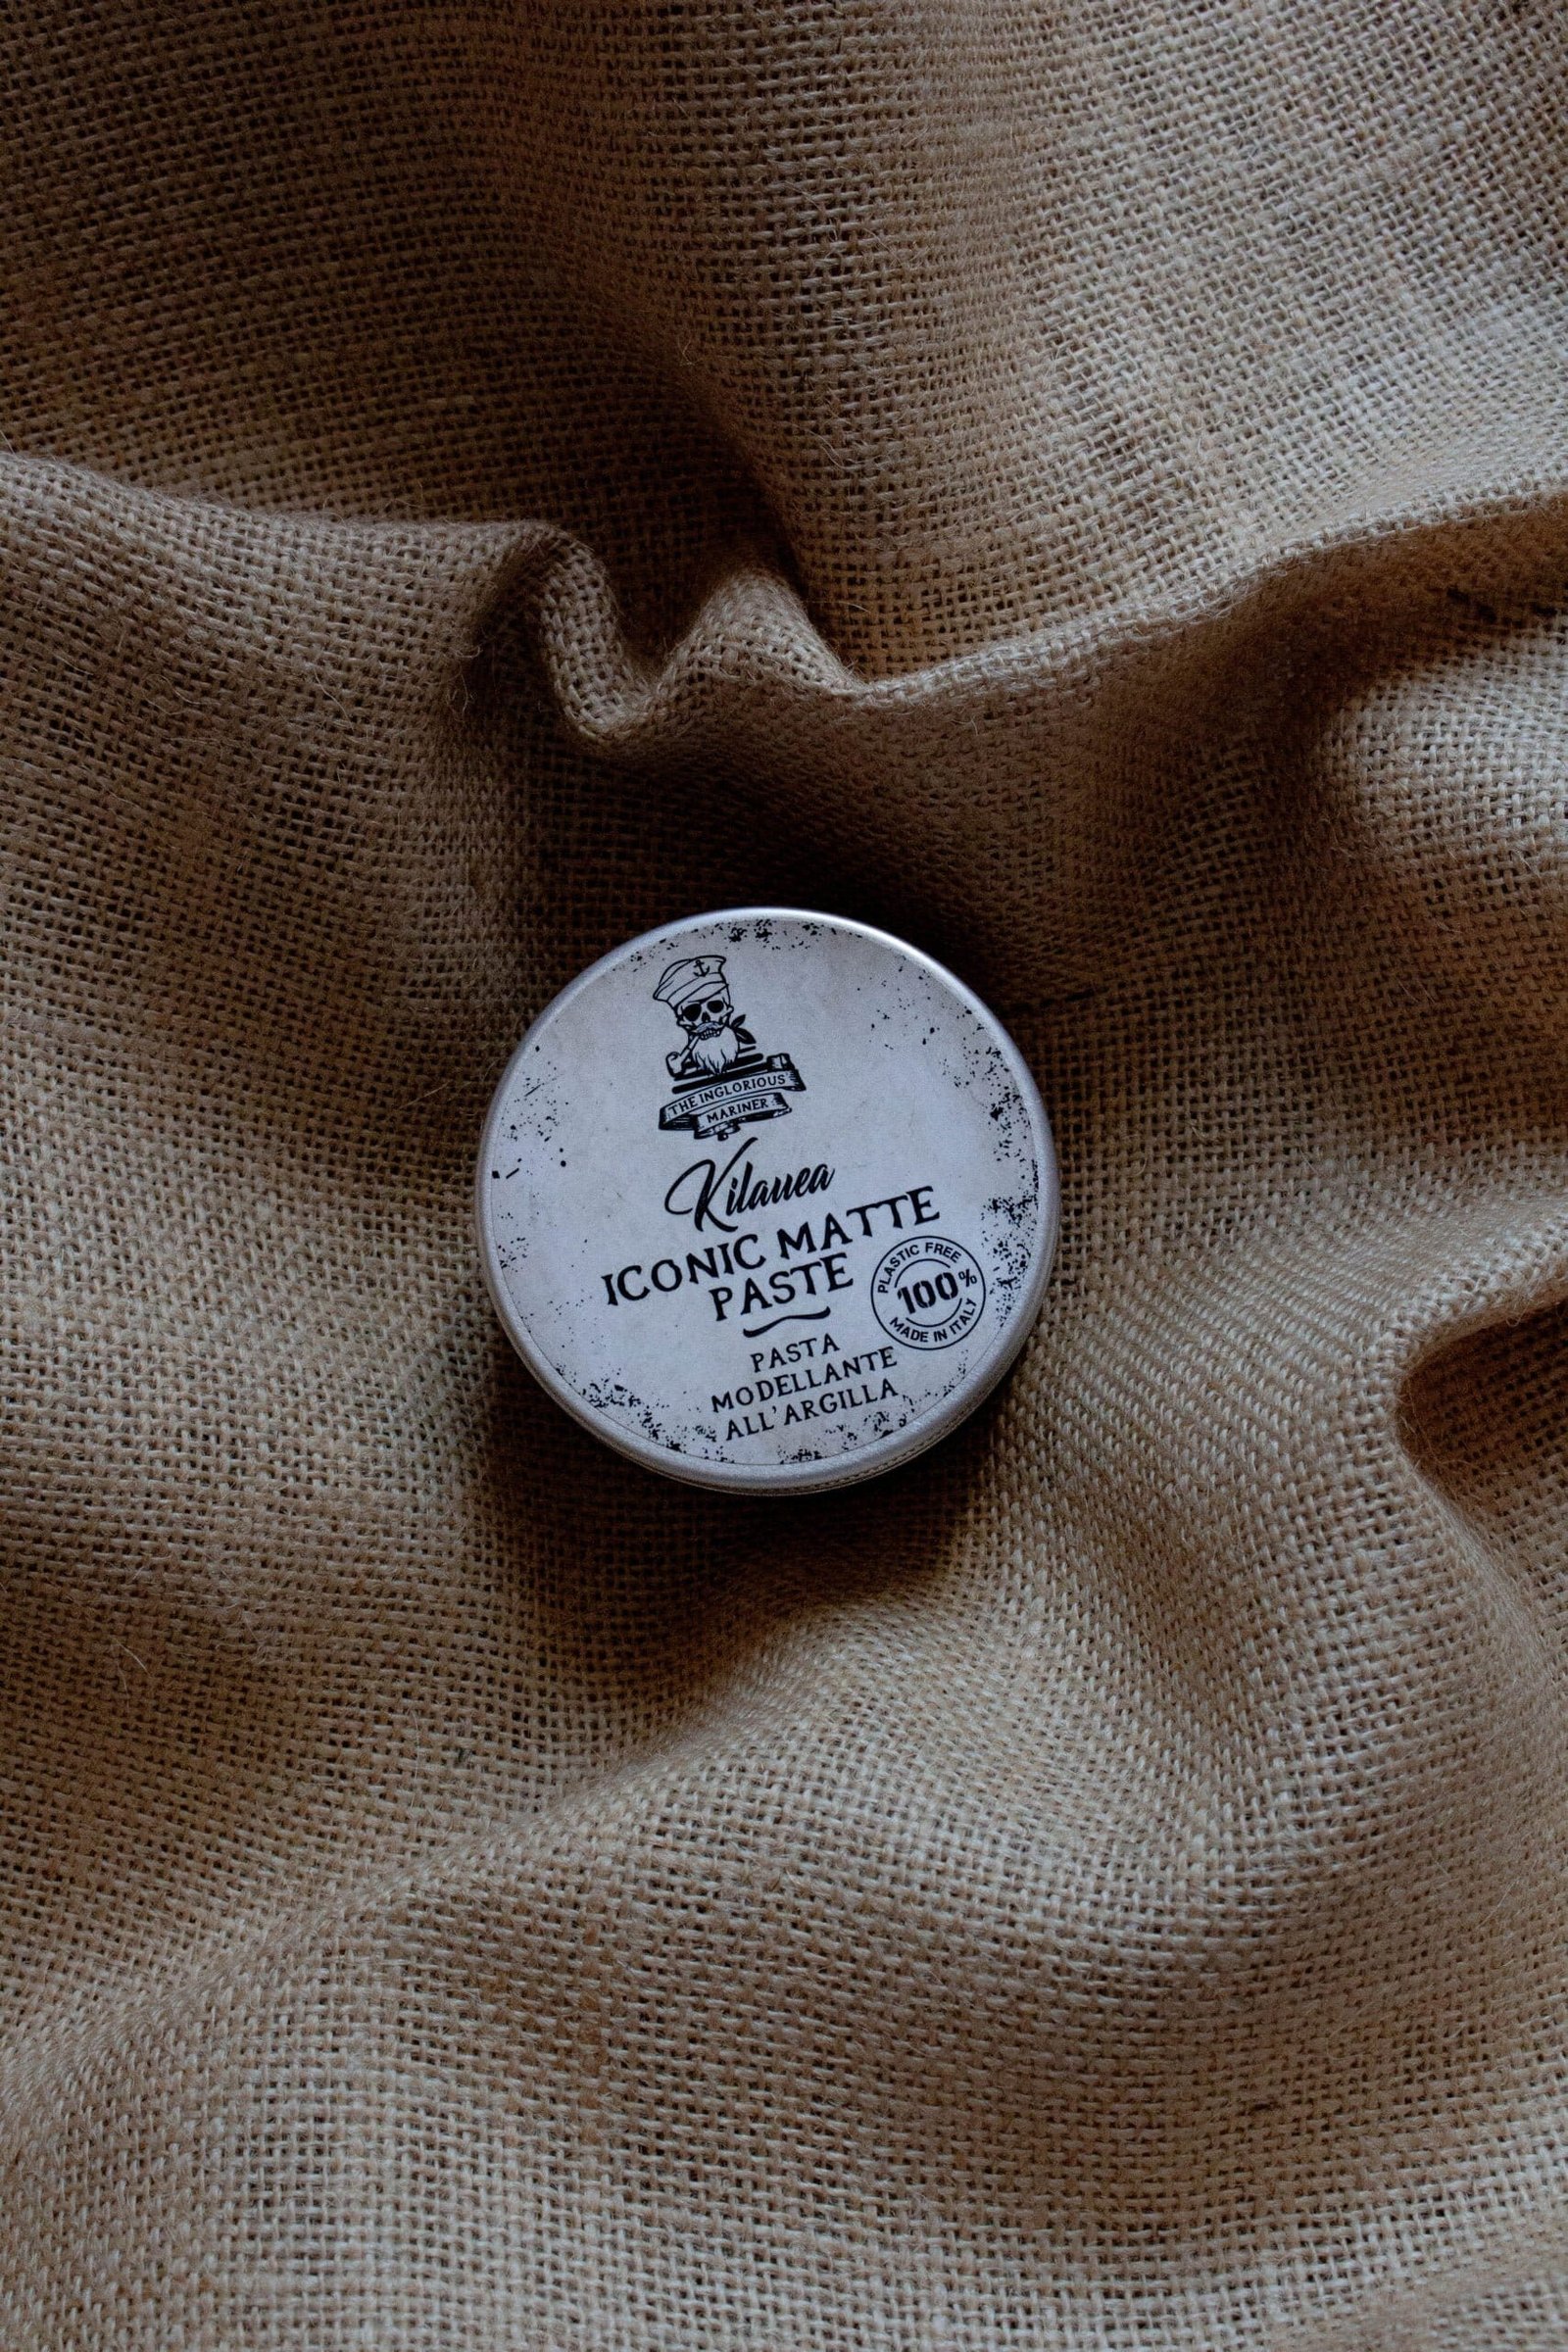 THE INGLORIOUS
MARINER
Kilauea
ICONIC MATTE
PASTE
PLASTIC FREE
100%
MADE IN ITALY
PASTA
MODELLANTE
ALL'ARGILLA